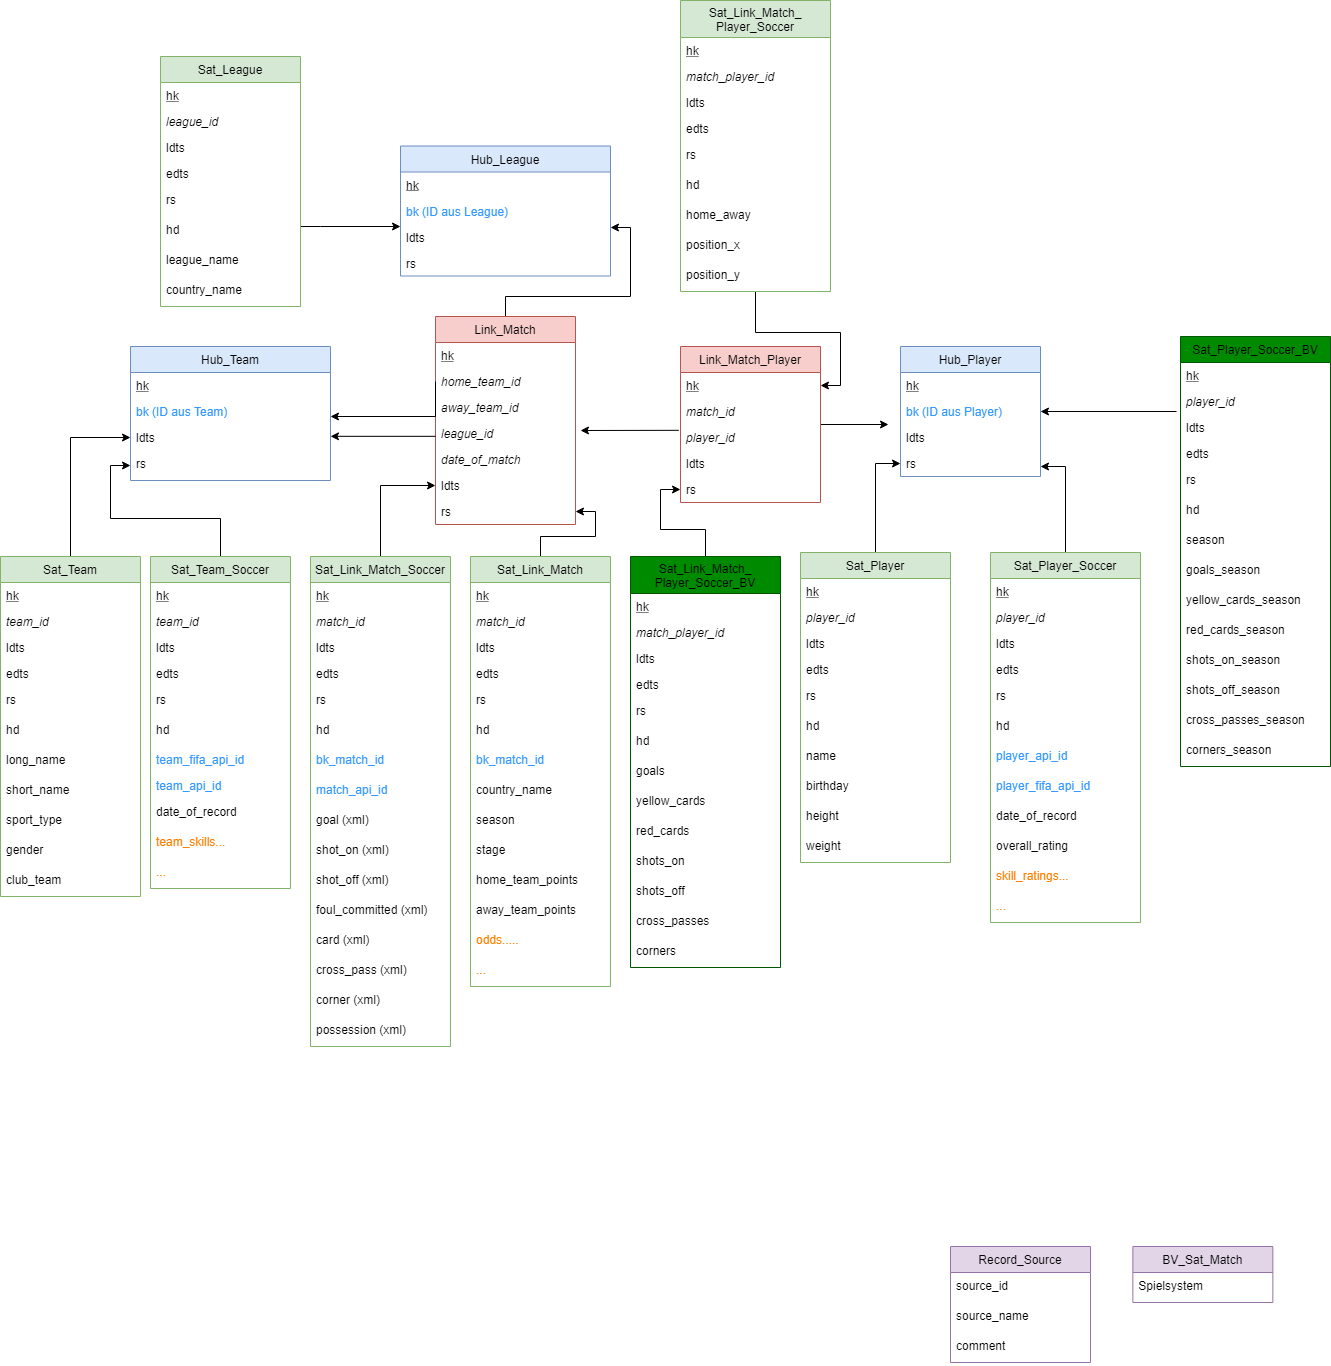 Sat_Link_Match_
Player_Soccer
hk
match_player_id
ldts
edts
rs
hd
home_away
position_x
position_y
Sat_League
hk
league_id
ldts
edts
rs
hd
league_name
country_name
Hub_League
hk
bk (ID aus League)
ldts
rs
Link_Match
hk
home_team_id
away_team_id
league_id
date_of_match
ldts
rs
Hub_Team
hk
bk (ID aus Team)
ldts
rs
Link_Match_Player
hk
match_id
player_id
ldts
rs
Hub_Player
hk
bk (ID aus Player)
ldts
rs
Sat_Player_Soccer_BV
hk
player_id
ldts
edts
rs
hd
season
goals_season
yellow_cards_season
red_cards_season
shots_on_season
shots_off_season
cross_passes_season
corners_season
Sat_Team
hk
team_id
ldts
edts
rs
hd
long_name
short_name
sport_type
gender
club_team
Sat_Team_Soccer
hk
team_id
ldts
edts
rs
hd
team_fifa_api_id
team_api_id
date_of_record
team_skills...
...
Sat_Link_Match_Soccer
hk
match_id
ldts
edts
rs
hd
bk_match_id
match_api_id
goal (xml)
shot_on (xml)
shot_off (xml)
foul_committed (xml)
card (xml)
cross_pass (xml)
corner (xml)
possession (xml)
Sat_Link_Match
hk
match_id
ldts
edts
rs
hd
bk_match_id
country_name
season
stage
home_team_points
away_team_points
odds.....
...
Sat_Link_Match_
Player_Soccer_BV
hk
match_player_id
ldts
edts
rs
hd
goals
yellow_cards
red_cards
shots_on
shots_off
cross_passes
corners
Sat_Player
hk
player_id
ldts
edts
rs
hd
name
birthday
height
weight
Sat_Player_Soccer
hk
player_id
ldts
edts
rs
hd
player_api_id
player_fifa_api_id
date_of_record
overall_rating
skill_ratings...
...
Record_Source
source_id
source_name
comment
BV_Sat_Match
Spielsystem